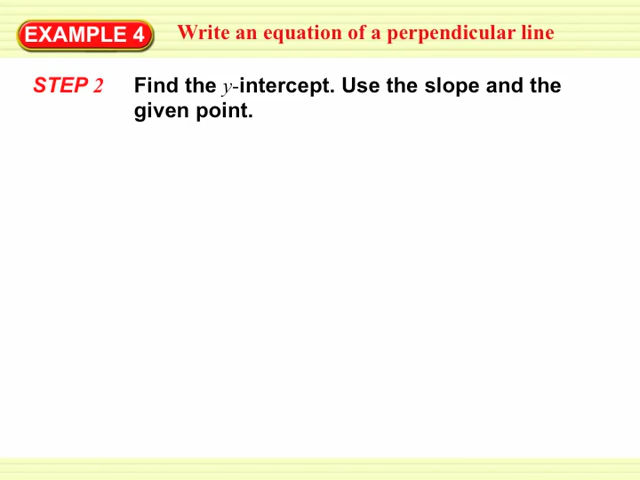 EXAMPLE 4 Write an equation of a perpendicular line
STEP 2 Find the y-intercept. Use the slope and the
given point.